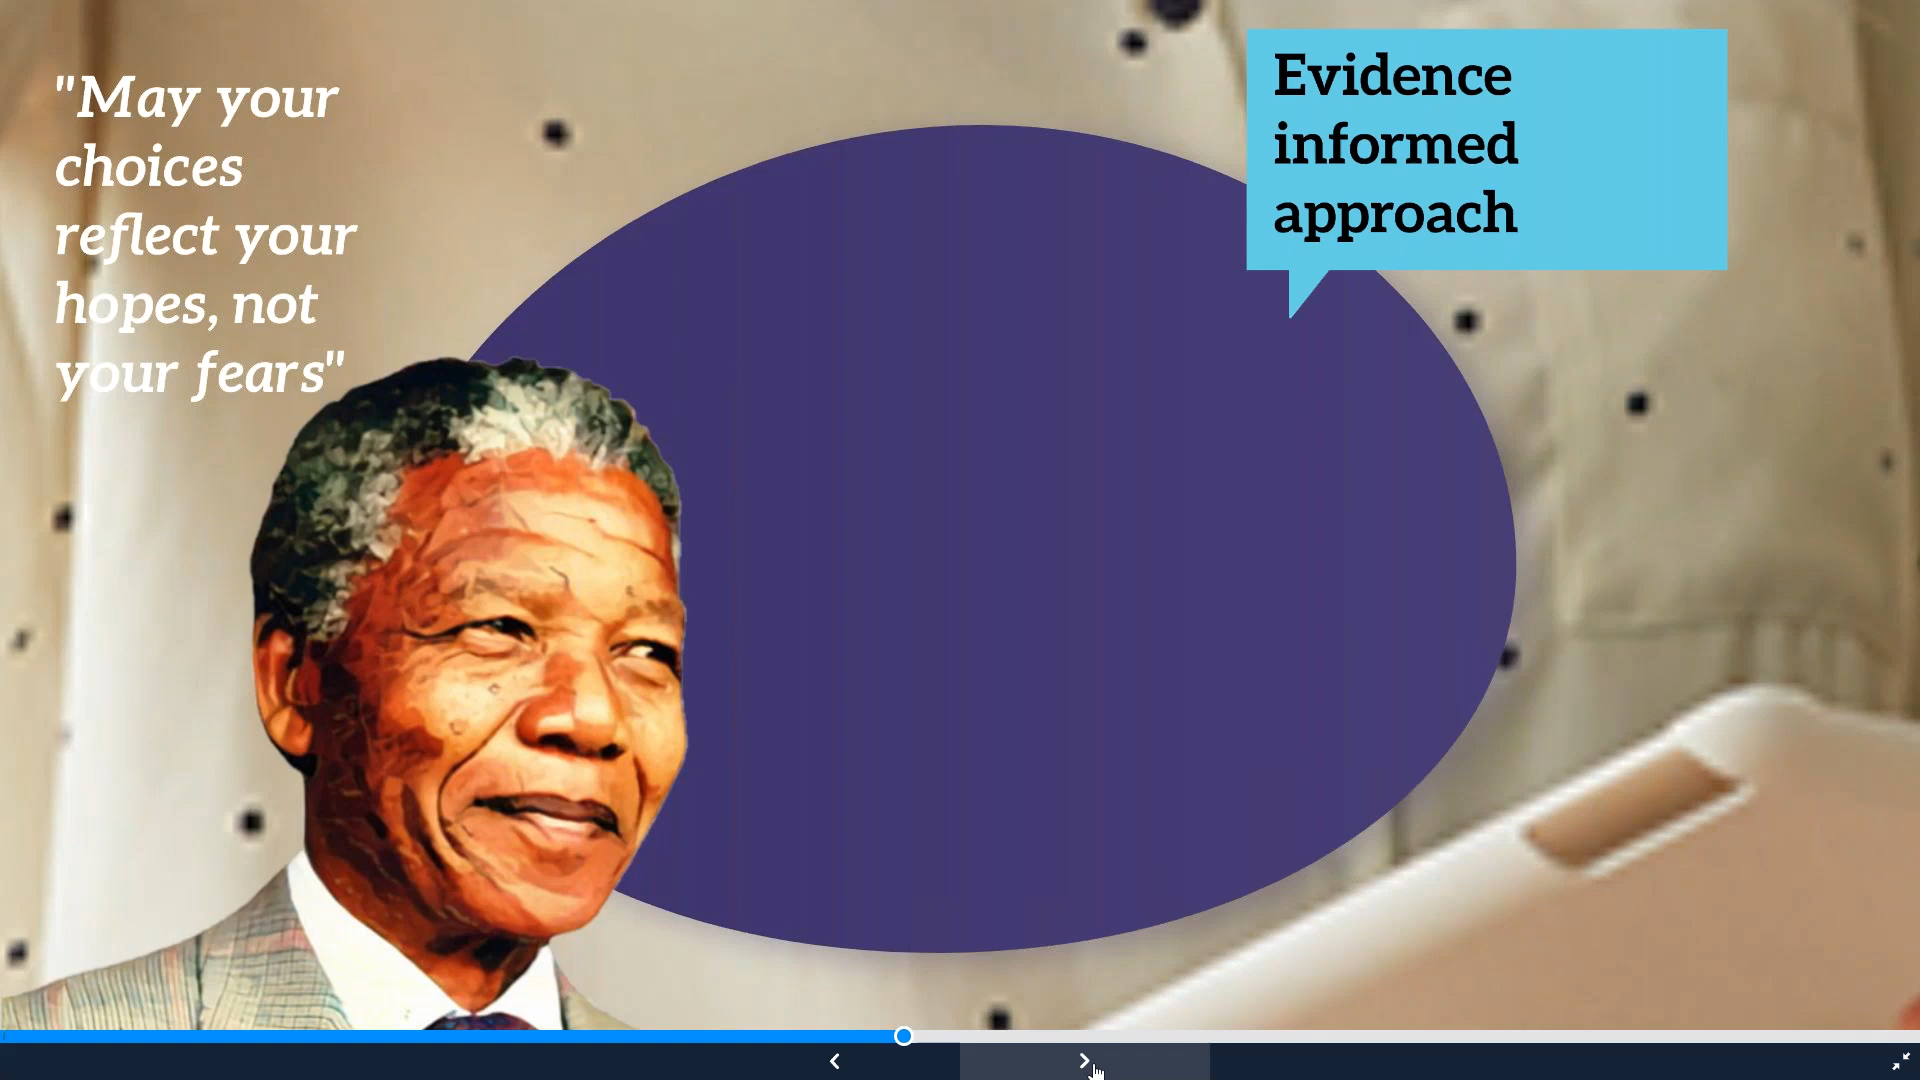 "May your
choices
reflect your
hopes, not
your fears"
Evidence
informed
approach